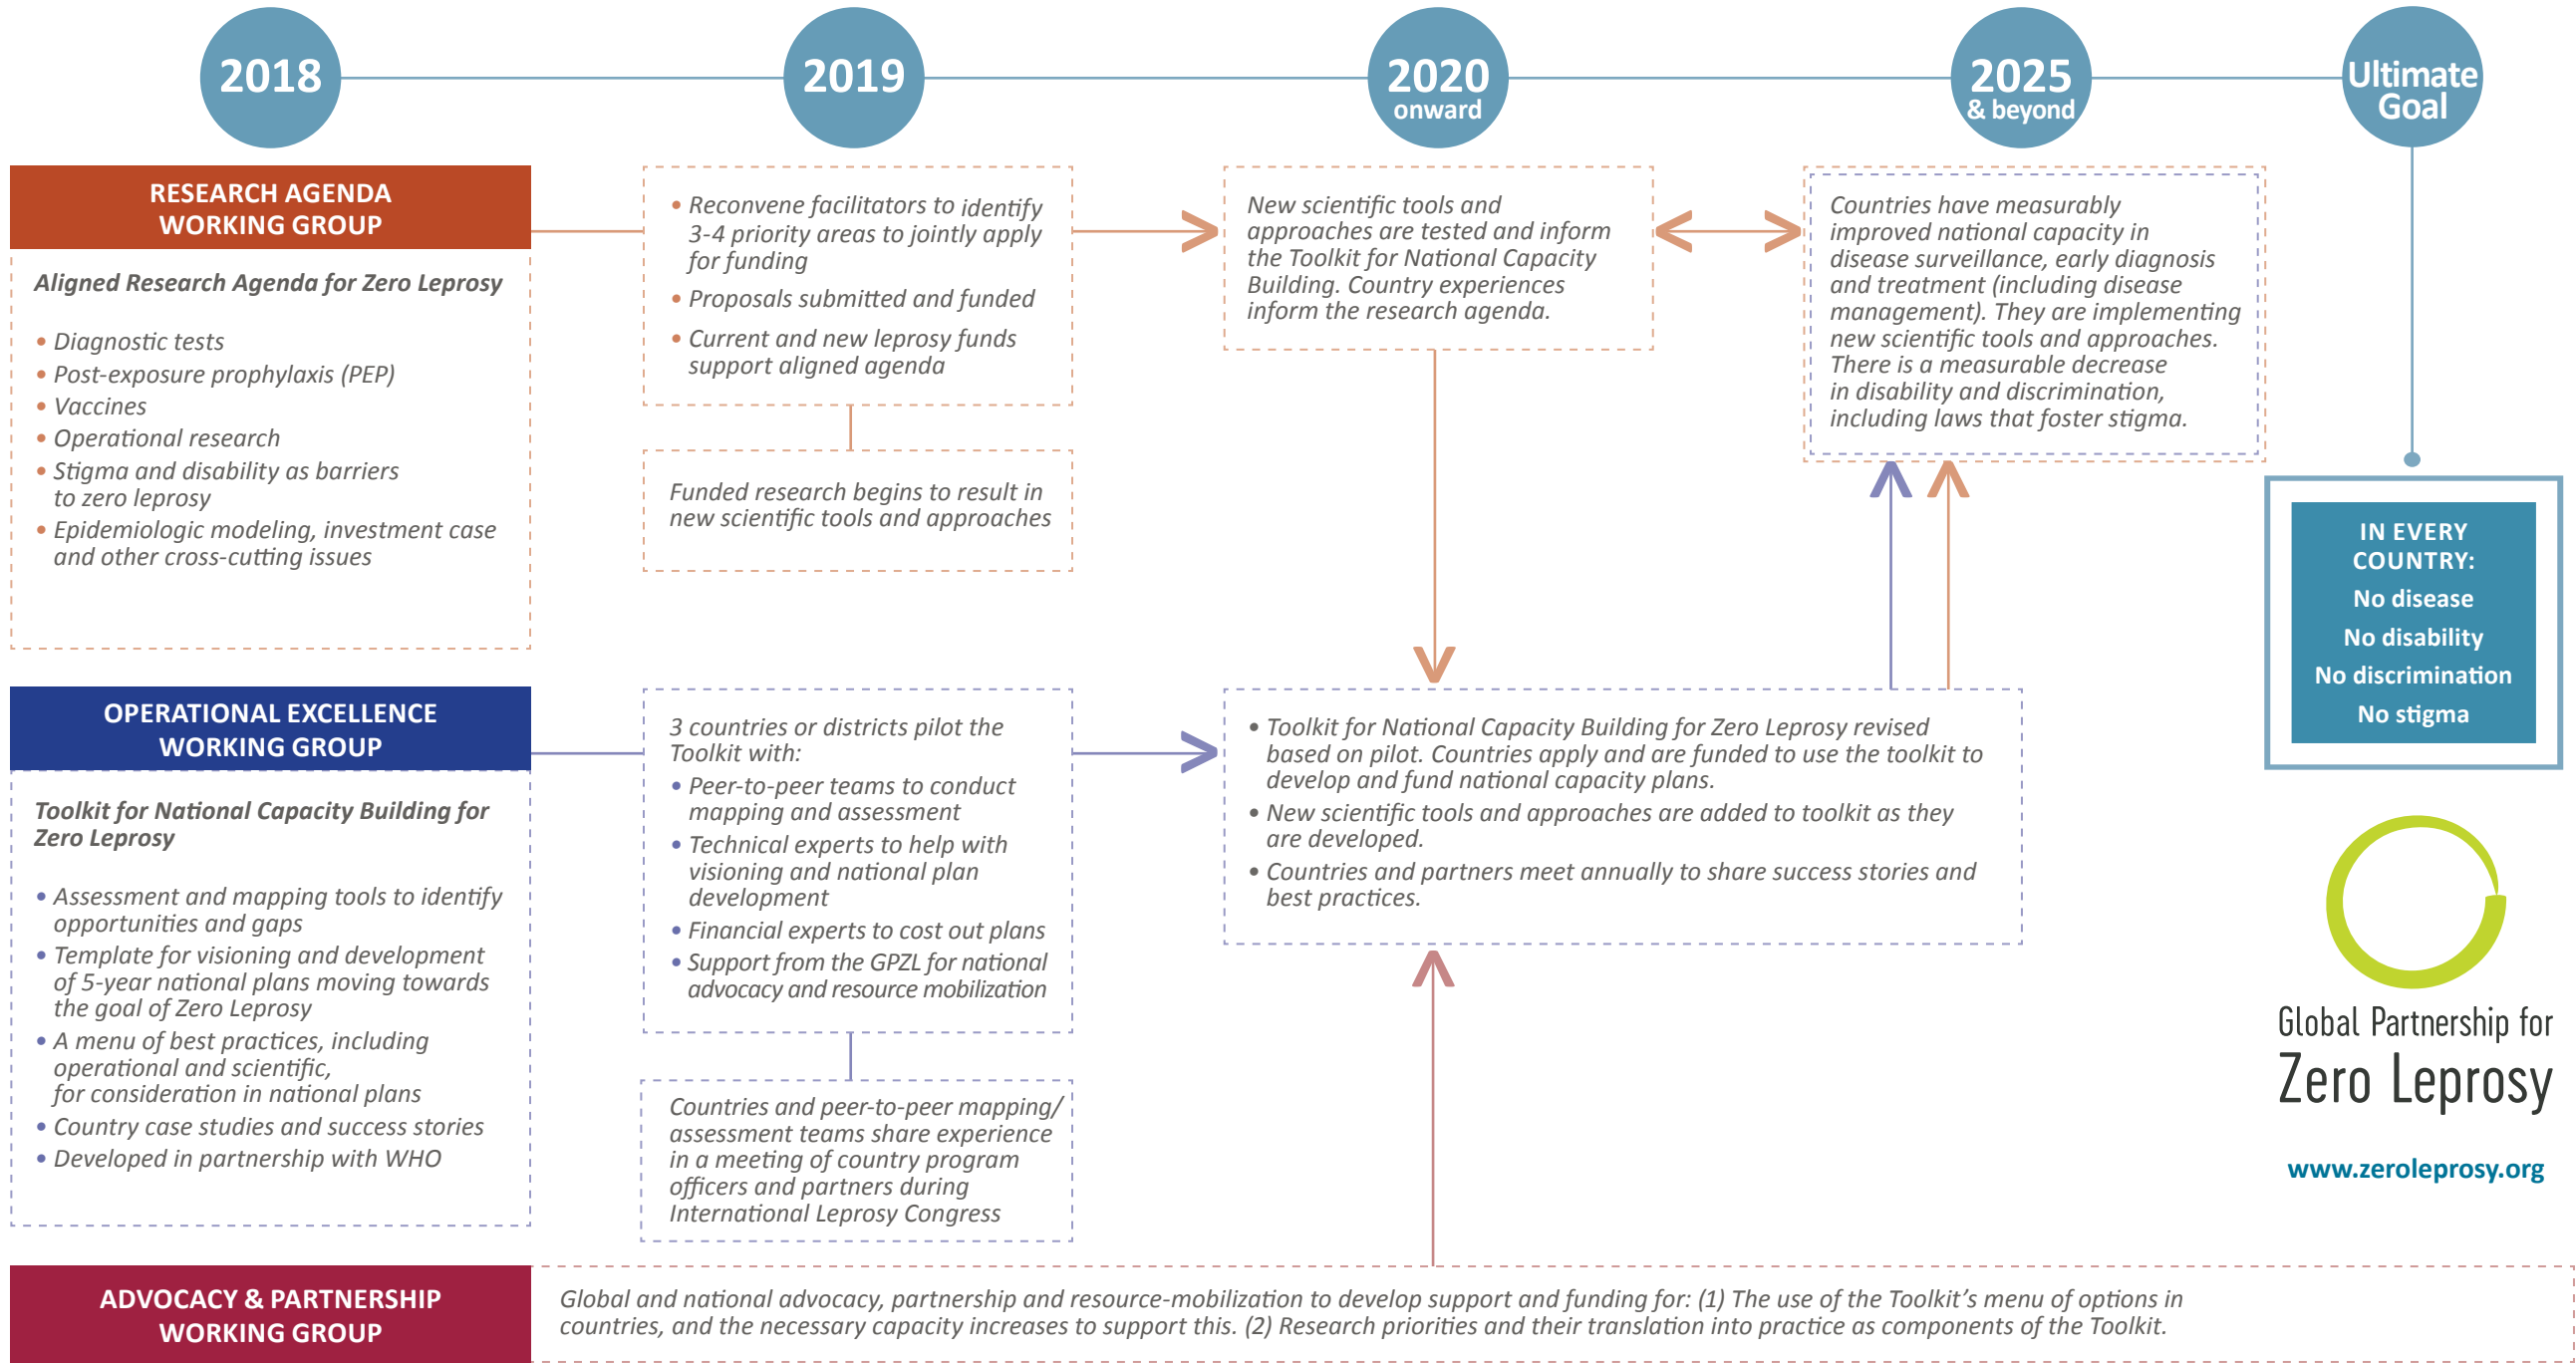 2018
2019
2020
onward
2025
& beyond
Ultimate
Goal
RESEARCH AGENDA
WORKING GROUP
Aligned Research Agenda for Zero Leprosy
• Diagnostic tests
• Post-exposure prophylaxis (PEP)
• Vaccines
• Operational research
• Stigma and disability as barriers
to zero leprosy
• Epidemiologic modeling, investment case
and other cross-cutting issues
• Reconvene facilitators to identify
3-4 priority areas to jointly apply
for funding
• Proposals submitted and funded
• Current and new leprosy funds
support aligned agenda
Funded research begins to result in
new scientific tools and approaches
New scientific tools and
approaches are tested and inform
the Toolkit for National Capacity
Building. Country experiences
inform the research agenda.
Countries have measurably
improved national capacity in
disease surveillance, early diagnosis
and treatment (including disease
management). They are implementing
new scientific tools and approaches.
There is a measurable decrease
in disability and discrimination,
including laws that foster stigma.
IN EVERY
COUNTRY:
No disease
No disability
No discrimination
No stigma
OPERATIONAL EXCELLENCE
WORKING GROUP
Toolkit for National Capacity Building for
Zero Leprosy
• Assessment and mapping tools to identify
opportunities and gaps
• Template for visioning and development
of 5-year national plans moving towards
the goal of Zero Leprosy
• A menu of best practices, including
operational and scientific,
for consideration in national plans
• Country case studies and success stories
• Developed in partnership with WHO
3 countries or districts pilot the
Toolkit with:
• Peer-to-peer teams to conduct
mapping and assessment
• Technical experts to help with
visioning and national plan
development
• Financial experts to cost out plans
• Support from the GPZL for national
advocacy and resource mobilization
Countries and peer-to-peer mapping/
assessment teams share experience
in a meeting of country program
officers and partners during
International Leprosy Congress
• Toolkit for National Capacity Building for Zero Leprosy revised
based on pilot. Countries apply and are funded to use the toolkit to
develop and fund national capacity plans.
• New scientific tools and approaches are added to toolkit as they
are developed.
• Countries and partners meet annually to share success stories and
best practices.
Global Partnership for
Zero Leprosy
www.zeroleprosy.org
ADVOCACY & PARTNERSHIP
WORKING GROUP
Global and national advocacy, partnership and resource-mobilization to develop support and funding for: (1) The use of the Toolkit's menu of options in
countries, and the necessary capacity increases to support this. (2) Research priorities and their translation into practice as components of the Toolkit.